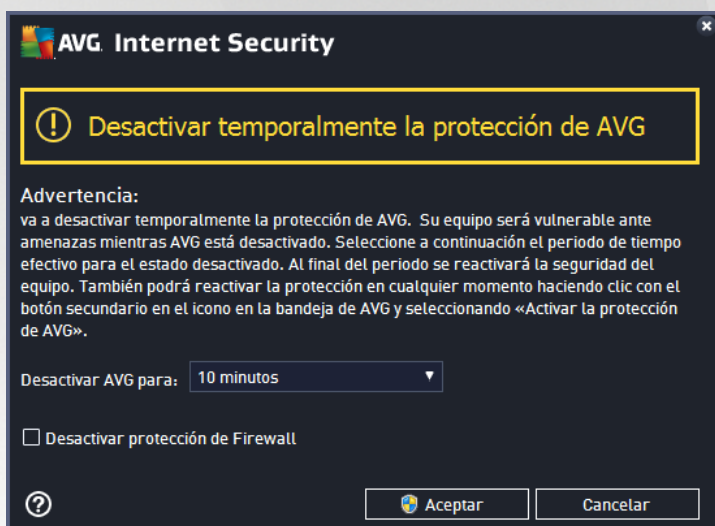 AVG. Internet Security
Desactivar temporalmente la protección de AVG
Advertencia:
va a desactivar temporalmente la protección de AVG. Su equipo será vulnerable ante
amenazas mientras AVG está desactivado. Seleccione a continuación el periodo de tiempo
efectivo para el estado desactivado. Al final del periodo se reactivará la seguridad del
equipo. También podrá reactivar la protección en cualquier momento haciendo clic con el
botón secundario en el icono en la bandeja de AVG y seleccionando «Activar la protección
de AVG».
Desactivar AVG para: 10 minutos
Desactivar protección de Firewall
Aceptar Cancelar